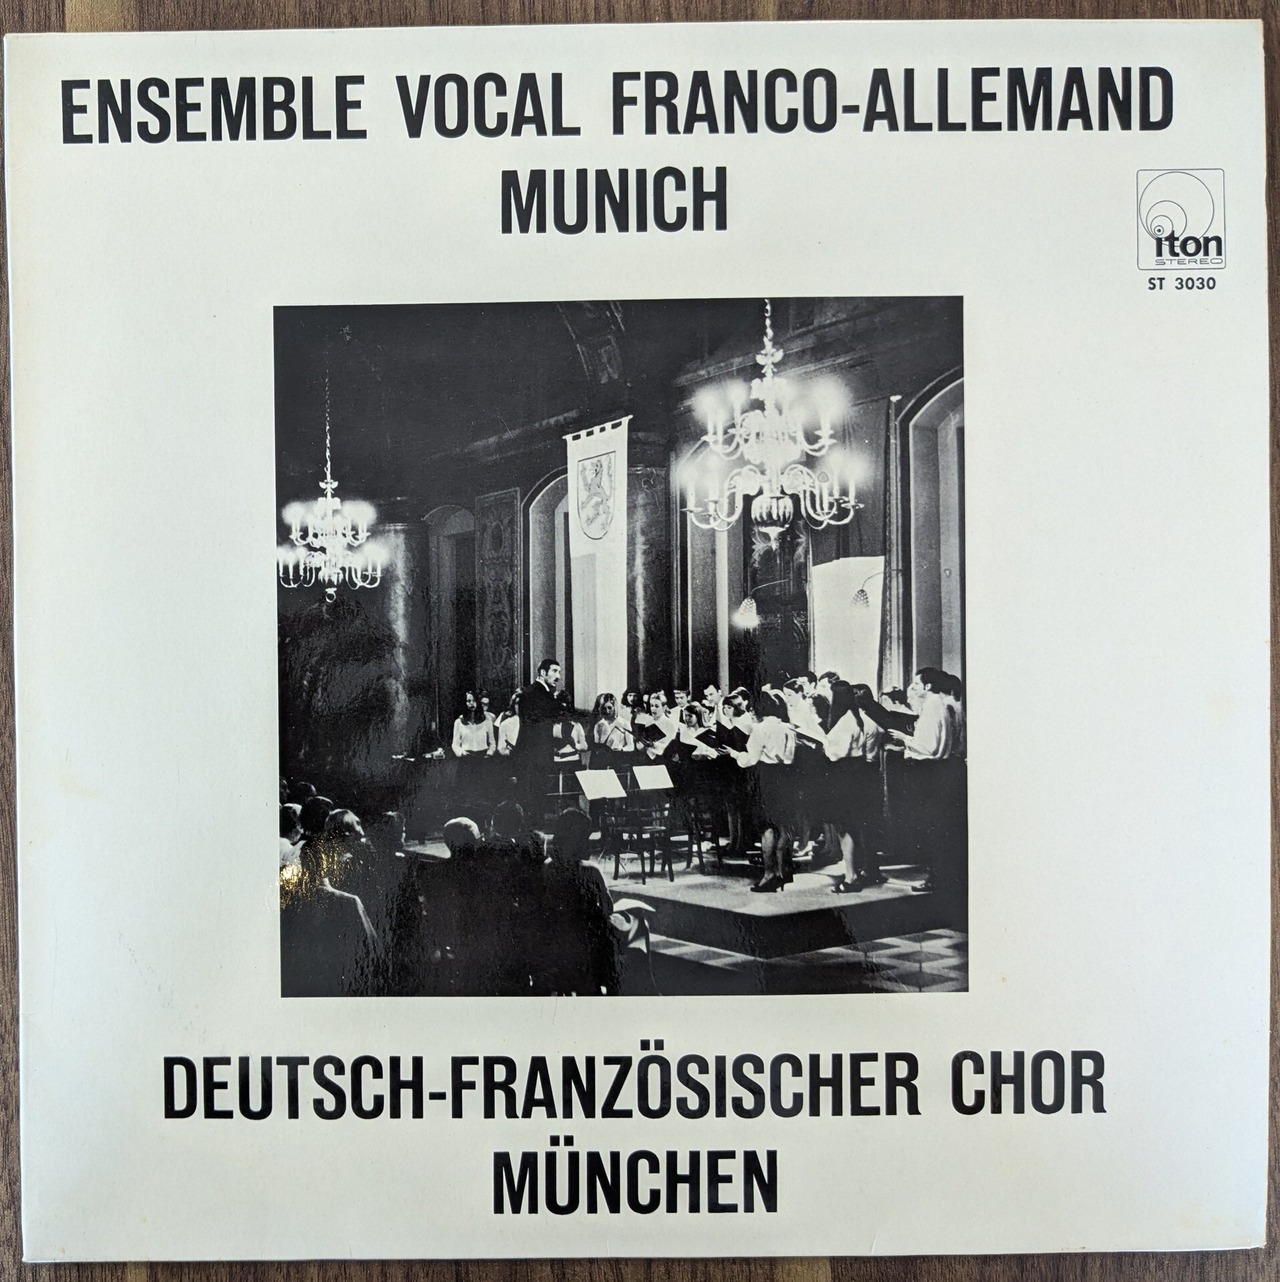 ENSEMBLE VOCAL FRANCO-ALLEMAND
MUNICH
iton
STEREO
ST 3030
DEUTSCH-FRANZÖSISCHER CHOR
MÜNCHEN